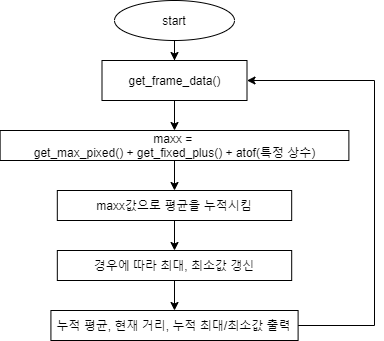 start
get_frame_data()
maxx =
get_max_pixed() + get_fixed_plus() + atof(특정 상수)
maxx값으로 평균을 누적시킴
경우에 따라 최대, 최소값 갱신
누적 평균, 현재 거리, 누적 최대/최소값 출력